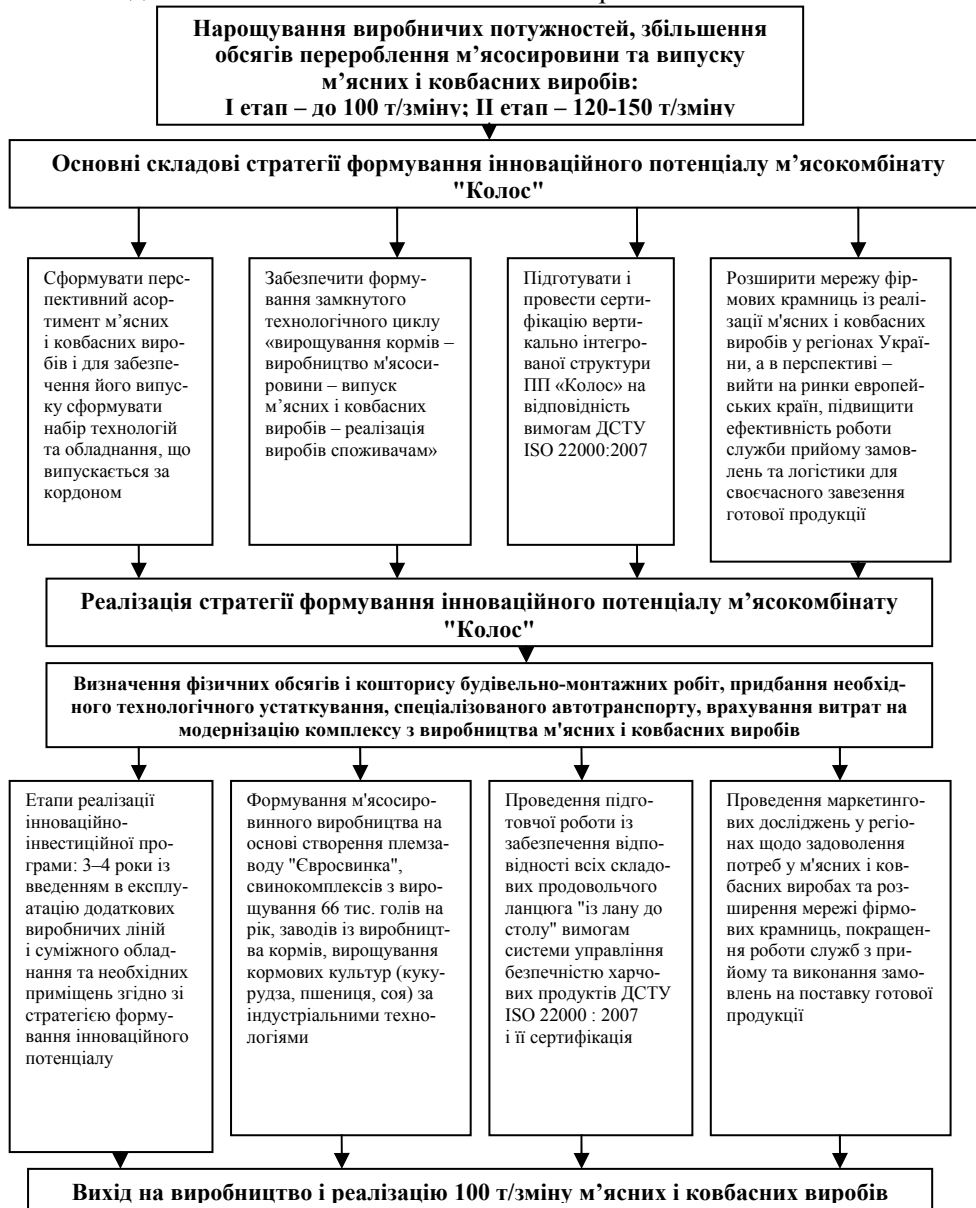 Нарощування виробничих потужностей, збільшення
обсягів перероблення м’ясосировини та випуску
м’ясних і ковбасних виробів:
І етап – до 100 т/зміну; ІІ етап – 120-150 т/зміну
Основні складові стратегії формування інноваційного потенціалу м’ясокомбінату
"Колос"
Сформувати перс-
пективний асор-
тимент м’ясних
і ковбасних виро-
бів і для забезпе-
чення його випус-
ку сформувати
набір технологій
та обладнання, що
випускається за
кордоном
Забезпечити форму-
вання замкнутого
технологічного циклу
«вирощування кормів –
виробництво м'ясоси-
ровини – випуск
м’ясних і ковбасних
виробів – реалізація
виробів споживачам»
Підготувати і
провести серти-
фікацію верти-
кально інтегро-
ваної структури
ПП «Колос» на
відповідність
вимогам ДСТУ
ISO 22000:2007
Розширити мережу фір-
мових крамниць із реалі-
зації м'ясних і ковбасних
виробів у регіонах Украї-
ни, а в перспективі –
вийти на ринки європей-
ських країн, підвищити
ефективність роботи
служби прийому замов-
лень та логістики для
своєчасного завезення
готової продукції
Реалізація стратегії формування інноваційного потенціалу м’ясокомбінату
"Колос"
Визначення фізичних обсягів і кошторису будівельно-монтажних робіт, придбання необхід-
ного технологічного устаткування, спеціалізованого автотранспорту, врахування витрат на
модернізацію комплексу з виробництва м'ясних і ковбасних виробів
Етапи реалізації
інноваційно-
інвестиційної про-
грами: 3–4 роки із
введенням в експлу-
атацію додаткових
виробничих ліній
і суміжного облад-
нання та необхідних
приміщень згідно зі
стратегією форму-
вання інноваційного
потенціалу
Формування м'ясосиро-
винного виробництва на
основі створення племза-
воду "Євросвинка",
свинокомплексів з виро-
щування 66 тис. голів на
рік, заводів із виробницт-
ва кормів, вирощування
кормових культур (куку-
рудза, пшениця, соя) за
індустріальними техно-
логіями
Проведення підго-
товчої роботи із
забезпечення відпо-
відності всіх складо-
вих продовольчого
ланцюга "із лану до
столу" вимогам
системи управління
безпечністю харчо-
вих продуктів ДСТУ
ISO 22000 : 2007
і її сертифікація
Проведення маркетинго-
вих досліджень у регіо-
нах щодо задоволення
потреб у м'ясних і ков-
басних виробах та роз-
ширення мережі фірмо-
вих крамниць, покращен-
ня роботи служб з при-
йому та виконання замо-
влень на поставку готової
продукції
Вихід на виробництво і реалізацію 100 т/зміну м’ясних і ковбасних виробів